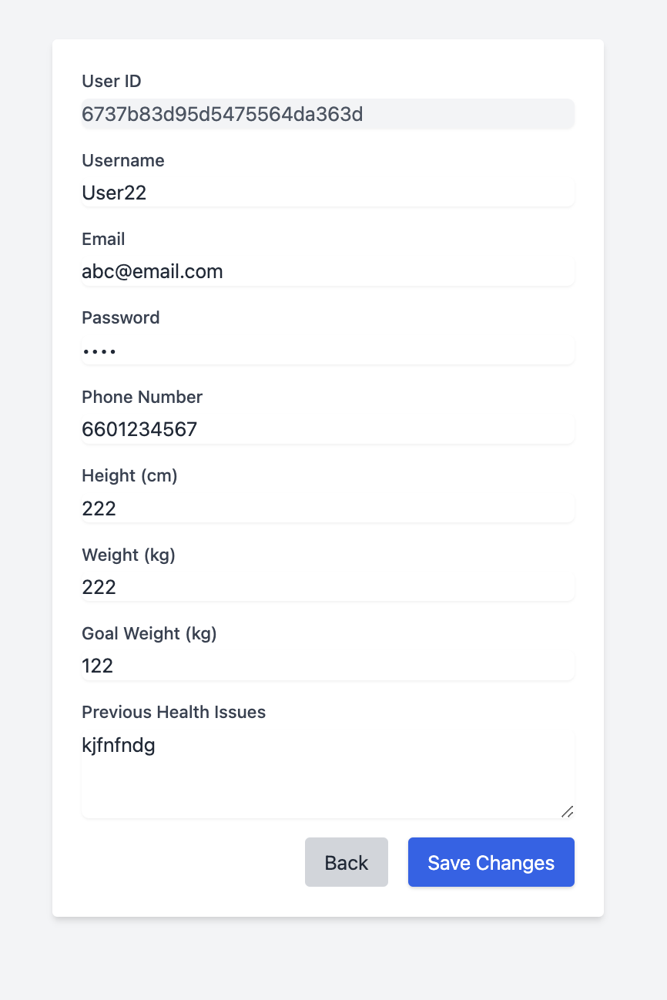 User ID
6737b83d95d5475564da363d
Username
User22
Email
abc@email.com
Password
••••
Phone Number
6601234567
Height (cm)
222
Weight (kg)
222
Goal Weight (kg)
122
Previous Health Issues
kjfnfndg
Back Save Changes